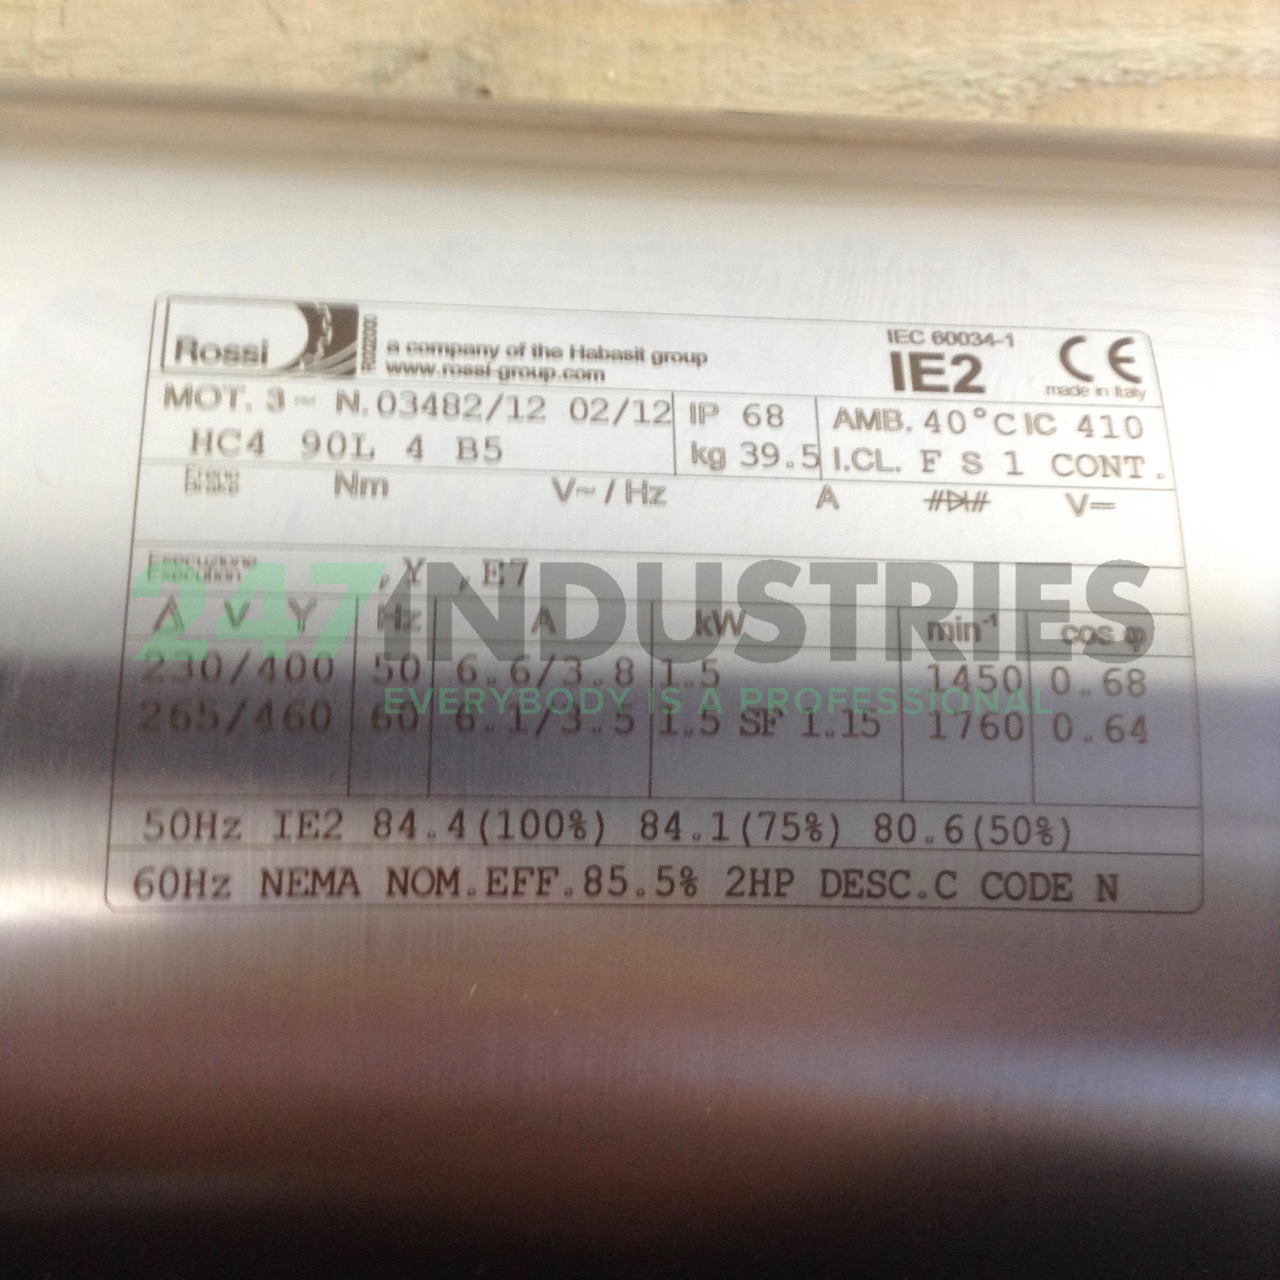 Rossi
a company of the Habasit group
www.rossi-group.com
IEC 60034-1
IE2
CE
made in Italy
MOT. 3~ N.03482/12 02/12
HC4 90L 4 B5
IP 68
kg 39.5
AMB. 40°C IC 410
I.CL. F S 1 CONT.
Freno
brake
Nm V~/Hz A V⎓
Esecuzione
Execution
,Y ,E7
247INDUSTRIES
EVERYBODY IS A PROFESSIONAL
Δ V Y Hz A kW min-1 cos φ
230/400 50 6.6/3.8 1.5 1450 0.68
265/460 60 6.1/3.5 1.5 SF 1.15 1760 0.64
50Hz IE2 84.4(100%) 84.1(75%) 80.6(50%)
60Hz NEMA NOM.EFF.85.5% 2HP DESC.C CODE N